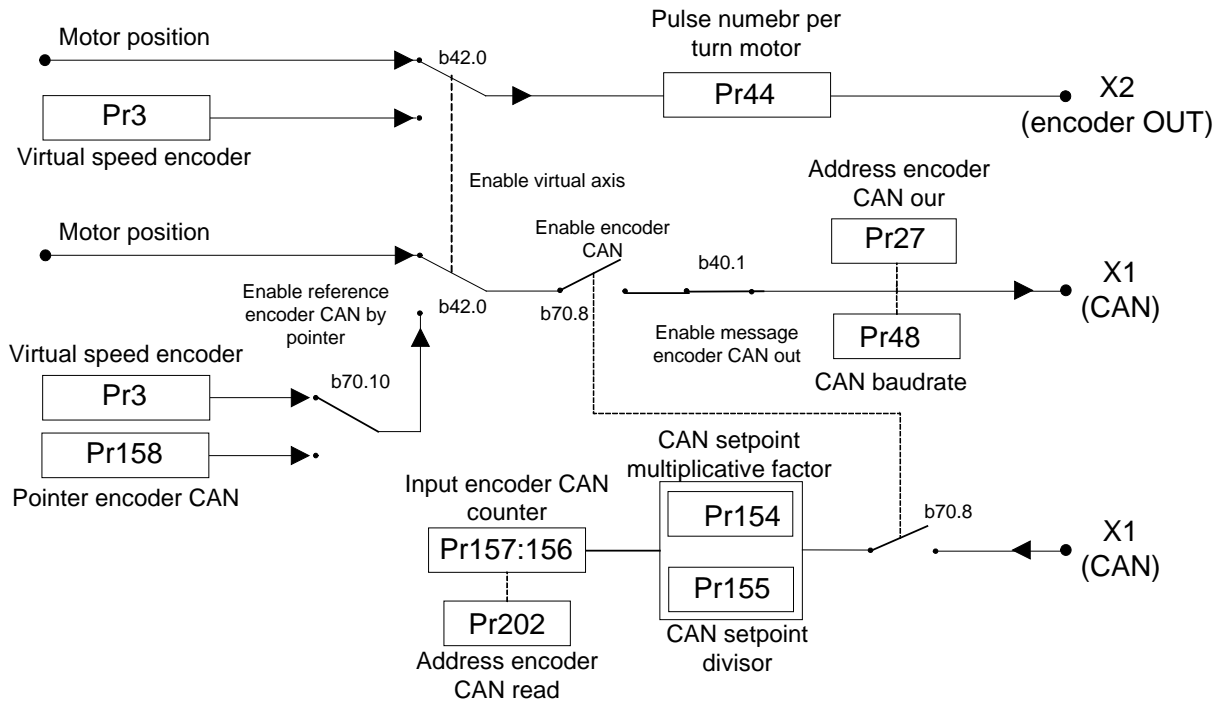 Motor position
b42.0
Pulse numebr per
turn motor
Pr44
X2
(encoder OUT)
Pr3
Virtual speed encoder
Enable virtual axis
Address encoder
CAN our
Pr27
Motor position
Enable encoder
CAN
b40.1
X1
(CAN)
Enable reference
encoder CAN by
pointer
b42.0
b70.8
Enable message
encoder CAN out
Pr48
CAN baudrate
Virtual speed encoder
Pr3
b70.10
Pr158
Pointer encoder CAN
CAN setpoint
multiplicative factor
Input encoder CAN
counter
Pr154
b70.8
X1
(CAN)
Pr157:156
Pr155
Pr202
CAN setpoint
divisor
Address encoder
CAN read